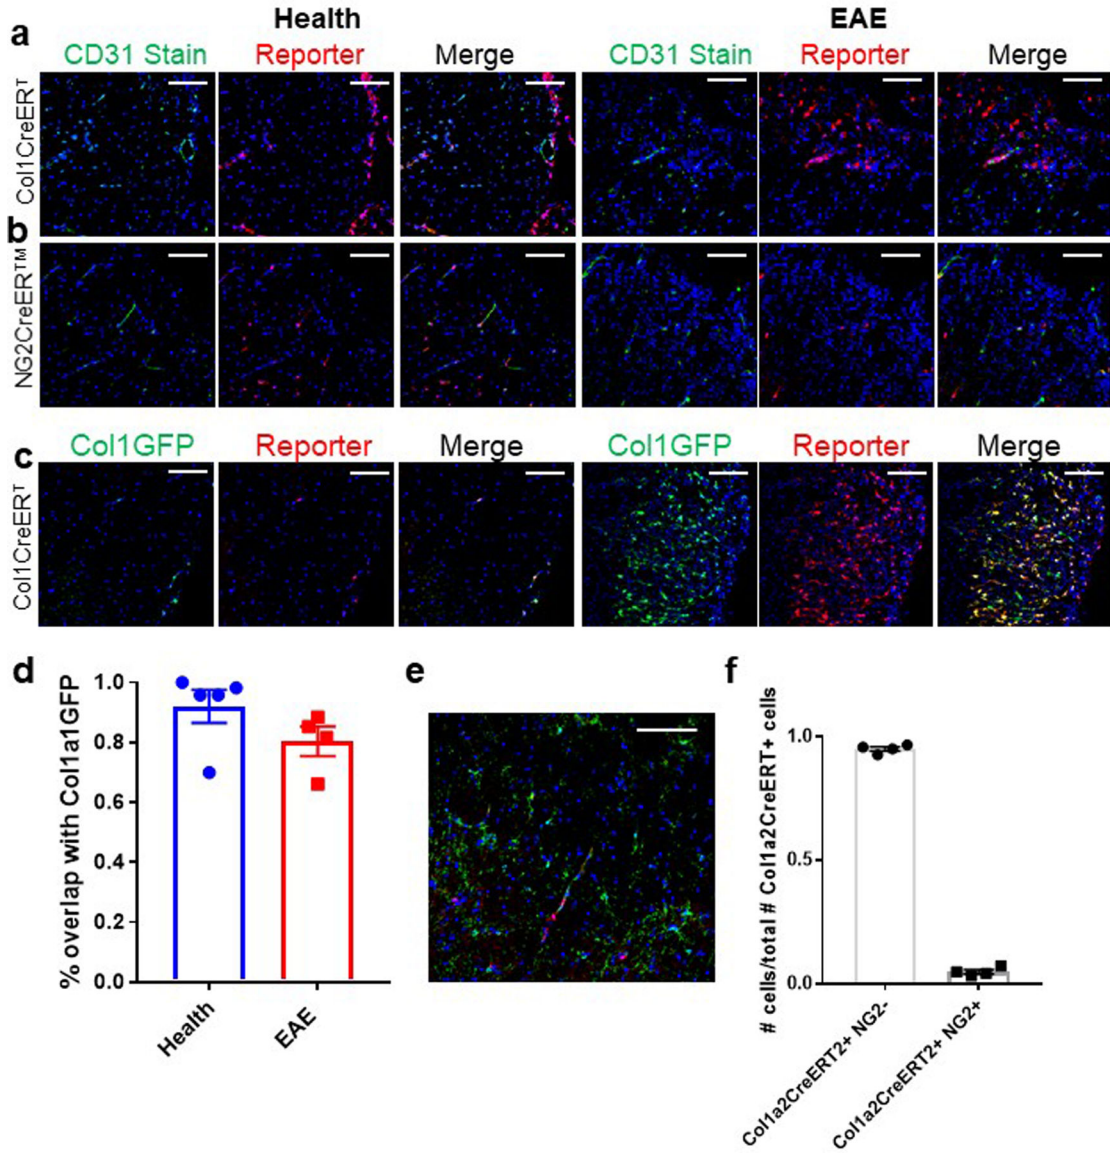 Health EAE
a
CD31 Stain Reporter Merge CD31 Stain Reporter Merge
Col1CreERᵀ
b
NG2CreERᵀᴹ
c
Col1GFP Reporter Merge Col1GFP Reporter Merge
Col1CreERᵀ
d
% overlap with Col1a1GFP
1.0
0.8
0.6
0.4
0.2
0.0
Health EAE
e
f
# cells/total # Col1a2CreERT+ cells
1.0
0.5
0.0
Col1a2CreERT2+ NG2-
Col1a2CreERT2+ NG2+